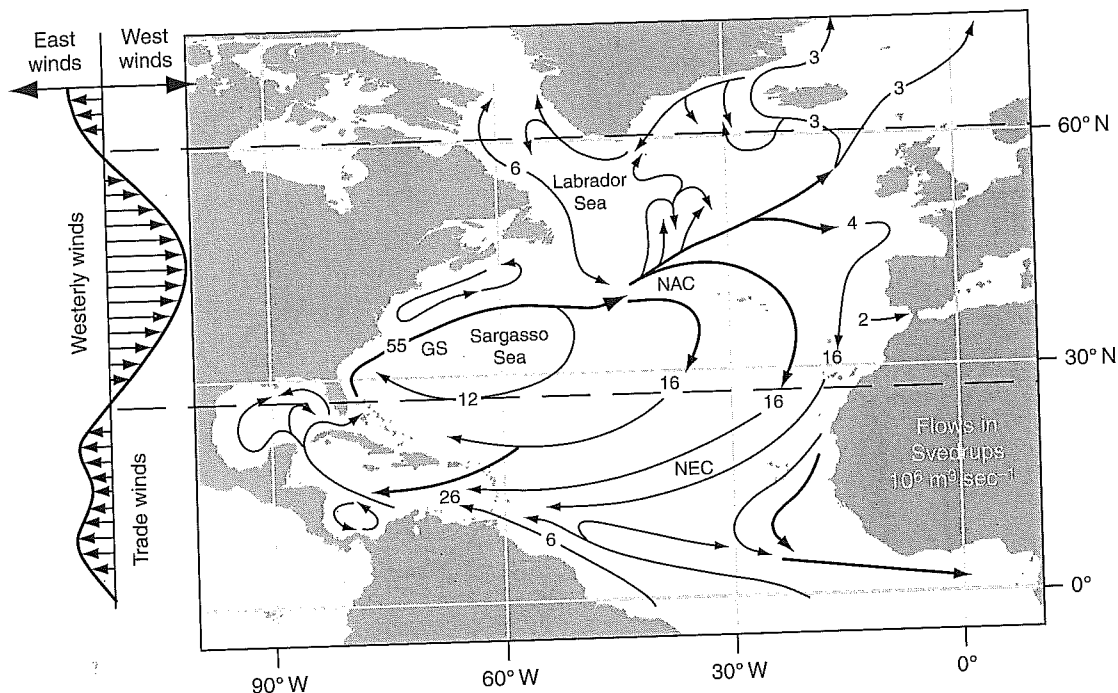 East winds
West winds
Westerly winds
Trade winds
3
3
3
60° N
6
Labrador
Sea
4
NAC
2
55
GS
Sargasso
Sea
16
30° N
16
12
16
Flows in
Svedrups
10⁶ m⁹ sec⁻¹
NEC
26
6
0°
90° W
60° W
30° W
0°